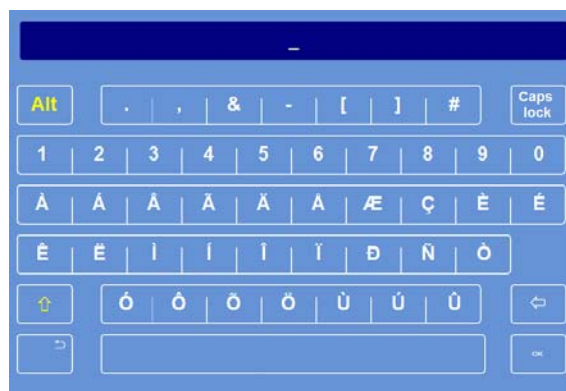 _
Alt . , & - [ ] # Caps lock
1 2 3 4 5 6 7 8 9 0
À Á Â Ã Ä Å Æ Ç È É
Ê Ë Ì Í Î Ï Ð Ñ Ò
Ó Ô Õ Ö Ù Ú Û
OK